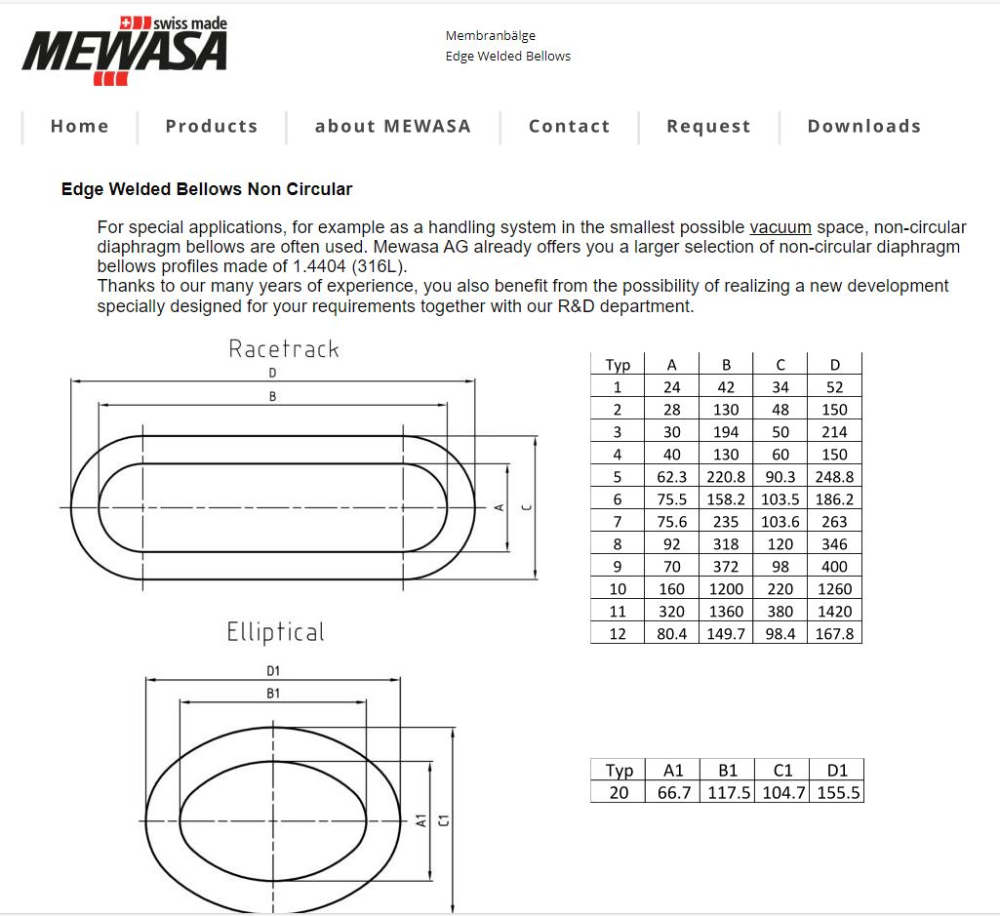 swiss made
MEWASA
Membranbälge
Edge Welded Bellows
Home Products about MEWASA Contact Request Downloads
Edge Welded Bellows Non Circular
For special applications, for example as a handling system in the smallest possible vacuum space, non-circular
diaphragm bellows are often used. Mewasa AG already offers you a larger selection of non-circular diaphragm
bellows profiles made of 1.4404 (316L).
Thanks to our many years of experience, you also benefit from the possibility of realizing a new development
specially designed for your requirements together with our R&D department.
Racetrack
D
B
A
C
Typ A B C D
1 24 42 34 52
2 28 130 48 150
3 30 194 50 214
4 40 130 60 150
5 62.3 220.8 90.3 248.8
6 75.5 158.2 103.5 186.2
7 75.6 235 103.6 263
8 92 318 120 346
9 70 372 98 400
10 160 1200 220 1260
11 320 1360 380 1420
12 80.4 149.7 98.4 167.8
Elliptical
D1
B1
A1
C1
Typ A1 B1 C1 D1
20 66.7 117.5 104.7 155.5